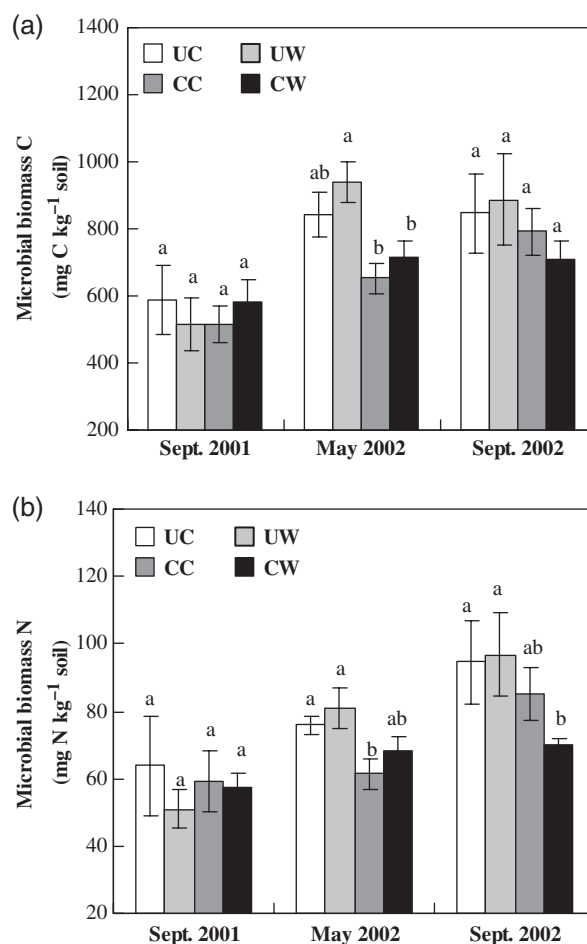 (a)
1400
1200
1000
800
600
400
200
Microbial biomass C
(mg C kg⁻¹ soil)
UC UW
CC CW
a a a a
ab a b b
a a a a
Sept. 2001 May 2002 Sept. 2002
(b)
140
120
100
80
60
40
20
Microbial biomass N
(mg N kg⁻¹ soil)
UC UW
CC CW
a a a a
a a b ab
a a ab b
Sept. 2001 May 2002 Sept. 2002